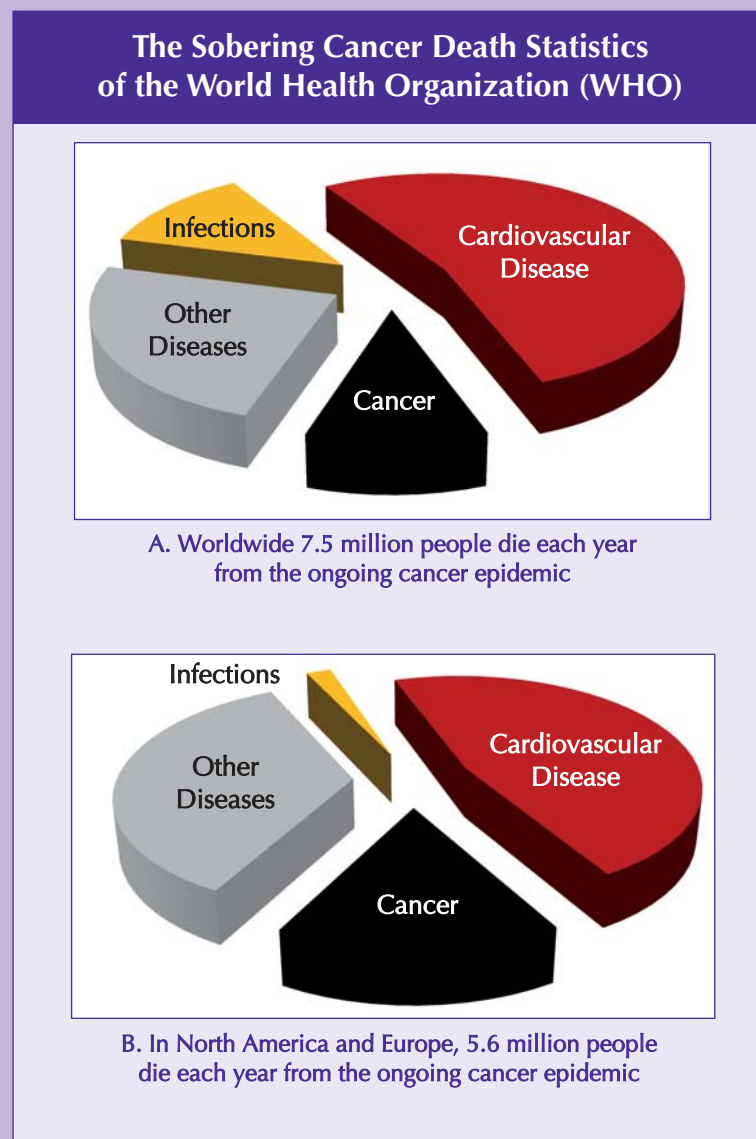 The Sobering Cancer Death Statistics
of the World Health Organization (WHO)
Infections
Cardiovascular
Disease
Other
Diseases
Cancer
A. Worldwide 7.5 million people die each year
from the ongoing cancer epidemic
Infections
Cardiovascular
Disease
Other
Diseases
Cancer
B. In North America and Europe, 5.6 million people
die each year from the ongoing cancer epidemic